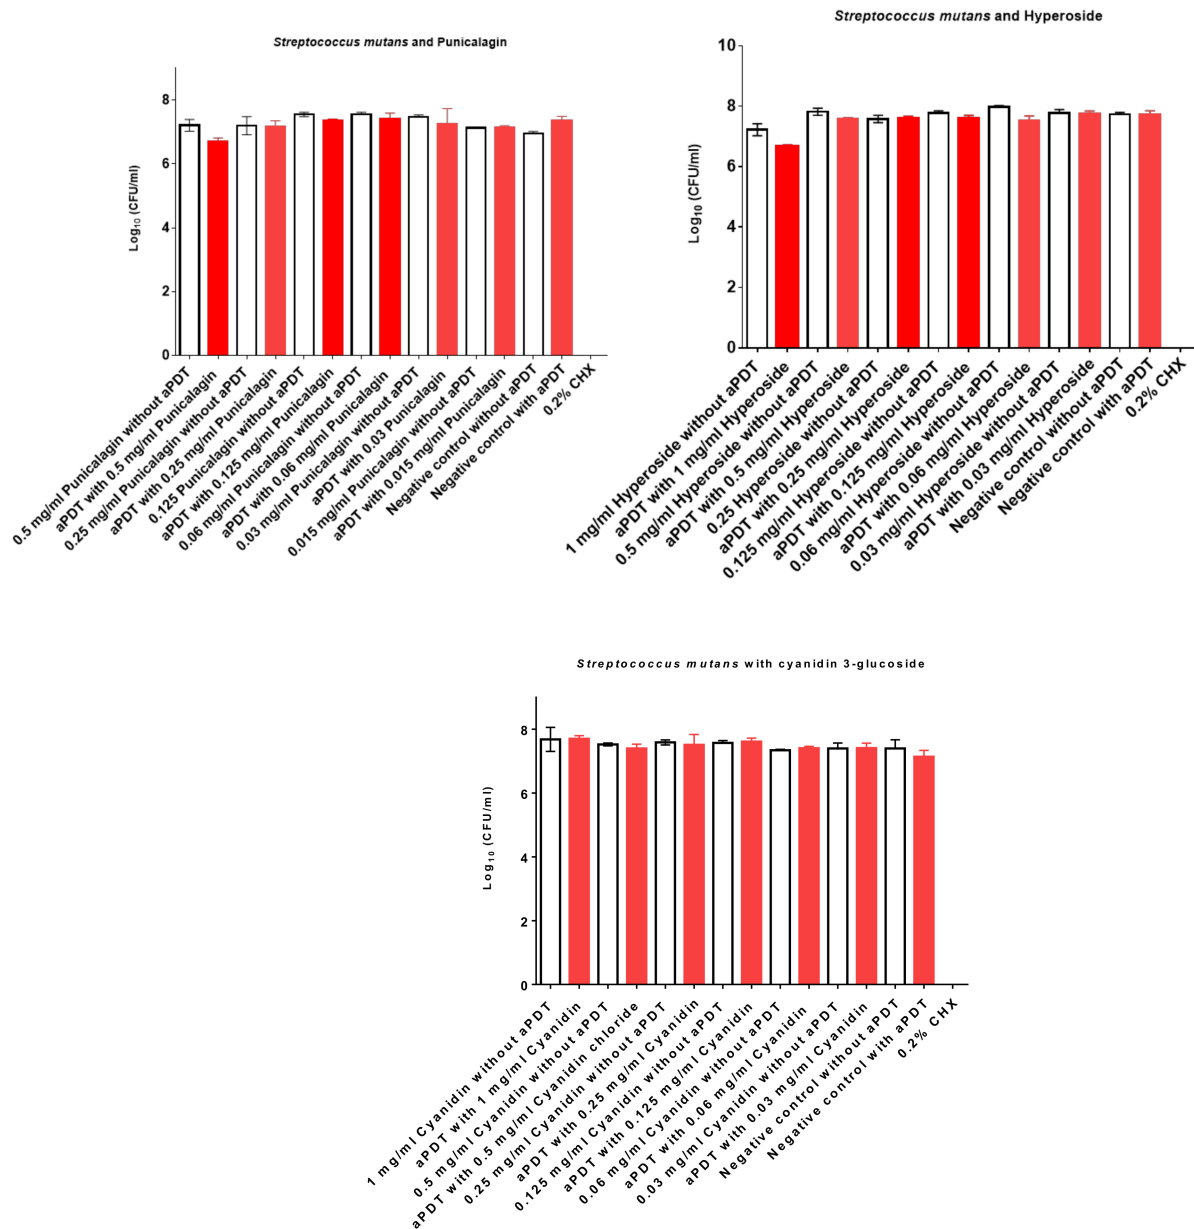 Streptococcus mutans and Punicalagin
Log10 (CFU/ml)
8
6
4
2
0
0.5 mg/ml Punicalagin without aPDT
aPDT with 0.5 mg/ml Punicalagin
0.25 mg/ml Punicalagin without aPDT
aPDT with 0.25 mg/ml Punicalagin
0.125 Punicalagin without aPDT
aPDT with 0.125 mg/ml Punicalagin
0.06 mg/ml Punicalagin without aPDT
aPDT with 0.06 mg/ml Punicalagin
0.03 mg/ml Punicalagin without aPDT
aPDT with 0.03 Punicalagin
0.015 mg/ml Punicalagin without aPDT
aPDT with 0.015 mg/ml Punicalagin
Negative control without aPDT
Negative control with aPDT
0.2% CHX
Streptococcus mutans and Hyperoside
Log10 (CFU/ml)
10
8
6
4
2
0
1 mg/ml Hyperoside without aPDT
aPDT with 1 mg/ml Hyperoside
0.5 mg/ml Hyperoside without aPDT
aPDT with 0.5 mg/ml Hyperoside
0.25 Hyperoside without aPDT
aPDT with 0.25 mg/ml Hyperoside
0.125 mg/ml Hyperoside without aPDT
aPDT with 0.125 mg/ml Hyperoside
0.06 mg/ml Hyperoside without aPDT
aPDT with 0.06 mg/ml Hyperoside
0.03 mg/ml Hyperoside without aPDT
aPDT with 0.03 mg/ml Hyperoside
Negative control without aPDT
Negative control with aPDT
0.2% CHX
Streptococcus mutans with cyanidin 3-glucoside
Log10 (CFU/ml)
8
6
4
2
0
1 mg/ml Cyanidin without aPDT
aPDT with 1 mg/ml Cyanidin
0.5 mg/ml Cyanidin without aPDT
aPDT with 0.5 mg/ml Cyanidin chloride
0.25 mg/ml Cyanidin without aPDT
aPDT with 0.25 mg/ml Cyanidin
0.125 mg/ml Cyanidin without aPDT
aPDT with 0.125 mg/ml Cyanidin
0.06 mg/ml Cyanidin without aPDT
aPDT with 0.06 mg/ml Cyanidin
0.03 mg/ml Cyanidin without aPDT
aPDT with 0.03 mg/ml Cyanidin
Negative control without aPDT
Negative control with aPDT
0.2% CHX